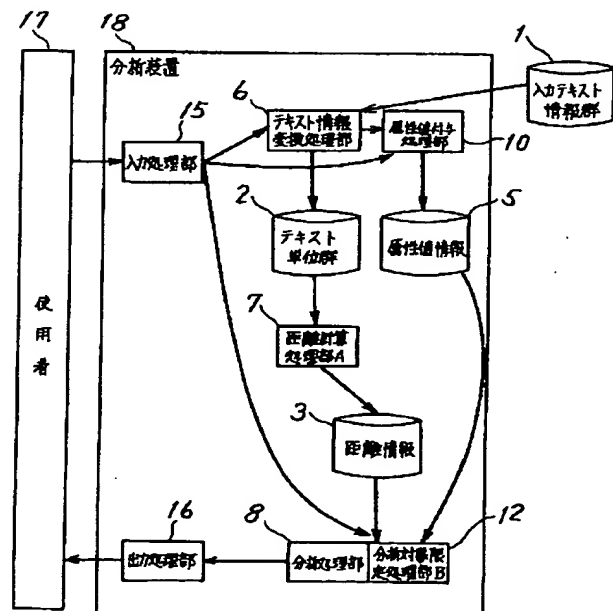 17
18
1
分析装置
6
入力テキスト
情報群
15
テキスト情報
変換処理部
属性値付与
処理部
10
入力処理部
2
5
テキスト
単位群
属性値情報
使用者
7
距離計算
処理部A
3
距離情報
16
8
12
出力処理部
分析処理部
分析対象限
定処理部B